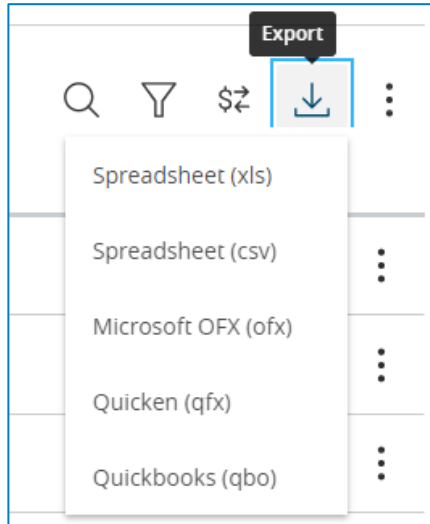 Export
Spreadsheet (xls)
Spreadsheet (csv)
Microsoft OFX (ofx)
Quicken (qfx)
Quickbooks (qbo)